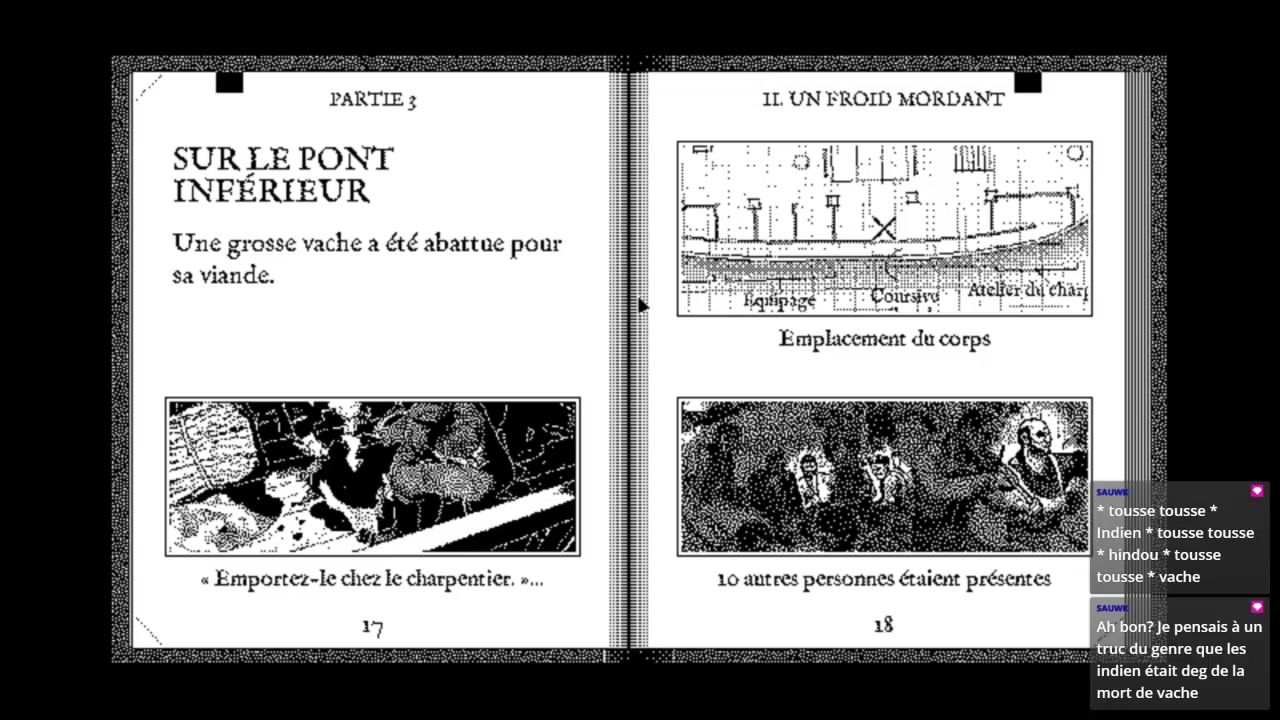 PARTIE 3
SUR LE PONT
INFÉRIEUR
Une grosse vache a été abattue pour
sa viande.
« Emportez-le chez le charpentier. »...
17
II. UN FROID MORDANT
Equipage
Coursive
Atelier du char
Emplacement du corps
10 autres personnes étaient présentes
18
SAUWK
* tousse tousse *
Indien * tousse tousse
* hindou * tousse
tousse * vache
SAUWK
Ah bon? Je pensais à un
truc du genre que les
indien était deg de la
mort de vache